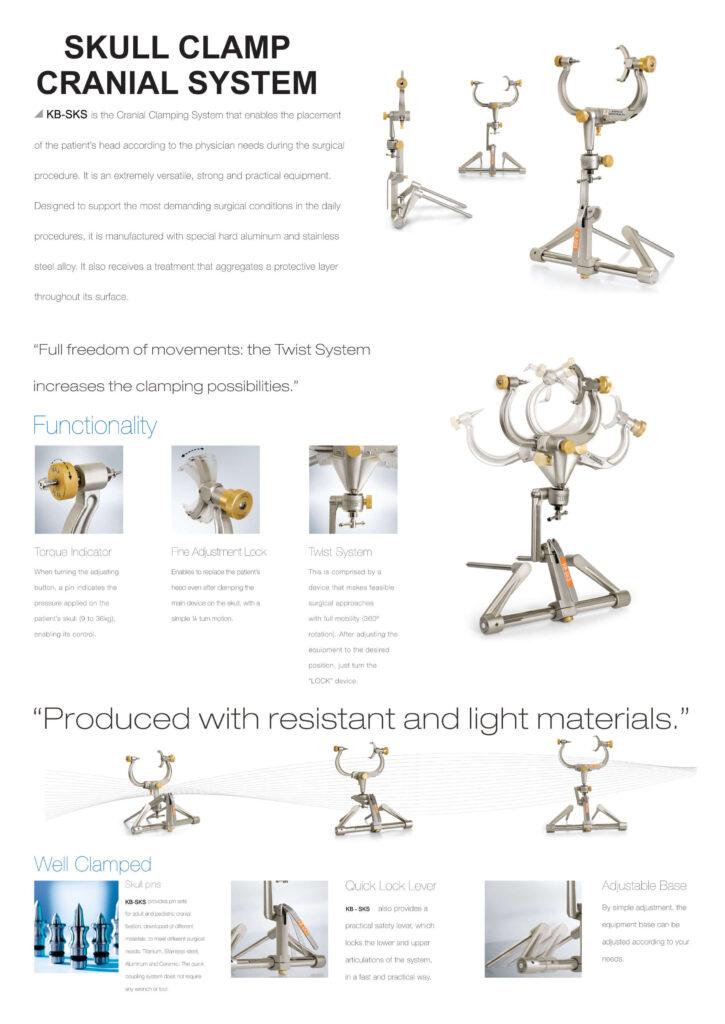 SKULL CLAMP
CRANIAL SYSTEM
KB-SKS is the Cranial Clamping System that enables the placement
of the patient's head according to the physician needs during the surgical
procedure. It is an extremely versatile, strong and practical equipment.
Designed to support the most demanding surgical conditions in the daily
procedures, it is manufactured with special hard aluminum and stainless
steel alloy. It also receives a treatment that aggregates a protective layer
throughout its surface.
“Full freedom of movements: the Twist System
increases the clamping possibilities.”
Functionality
Torque Indicator
When turning the adjusting
button, a pin indicates the
pressure applied on the
patient's skull (9 to 36kg),
enabling its control.
Fine Adjustment Lock
Enables to replace the patient's
head even after clamping the
main device on the skull, with a
simple ¼ turn motion.
Twist System
This is comprised by a
device that makes feasible
surgical approaches
with full mobility (360º
rotation). After adjusting the
equipment to the desired
position, just turn the
“LOCK” device.
“Produced with resistant and light materials.”
Well Clamped
Skull pins
KB-SKS provides pin sets
for adult and pediatric cranial
fixation, developed of different
materials, to meet different surgical
needs: Titanium, Stainless steel,
Aluminum and Ceramic. The quick
coupling system does not require
any wrench or tool.
Quick Lock Lever
KB - SKS also provides a
practical safety lever, which
locks the lower and upper
articulations of the system,
in a fast and practical way.
Adjustable Base
By simple adjustment, the
equipment base can be
adjusted according to your
needs.